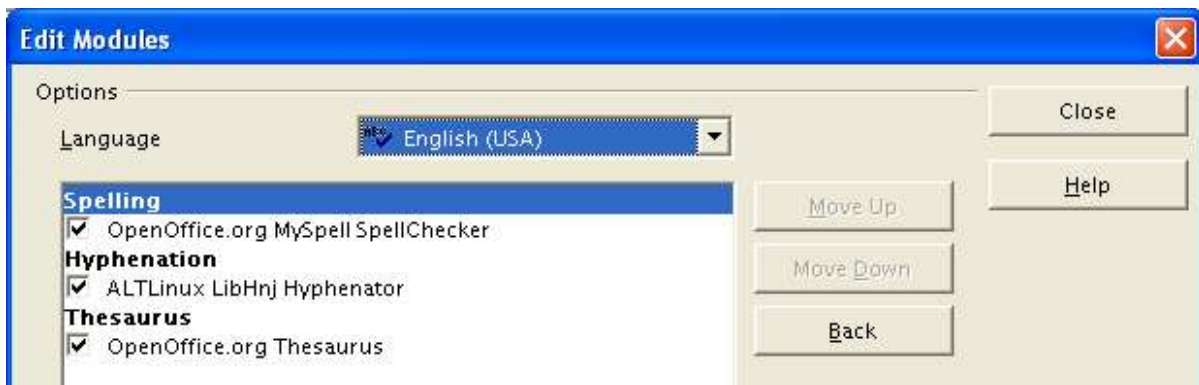 Edit Modules
Options
Close
Language
English (USA)
Help
Spelling
Move Up
OpenOffice.org MySpell SpellChecker
Hyphenation
Move Down
ALTLinux LibHnj Hyphenator
Thesaurus
Back
OpenOffice.org Thesaurus